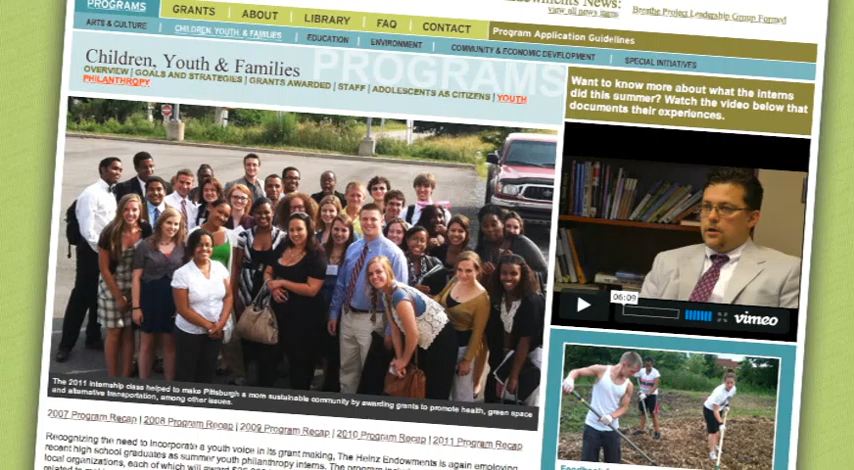 Endowments News:
view all news items
Breathe Project Leadership Group Formed
PROGRAMS
GRANTS | ABOUT | LIBRARY | FAQ | CONTACT
Program Application Guidelines
ARTS & CULTURE | CHILDREN, YOUTH, & FAMILIES | EDUCATION | ENVIRONMENT | COMMUNITY & ECONOMIC DEVELOPMENT | SPECIAL INITIATIVES
PROGRAMS
Children, Youth & Families
OVERVIEW | GOALS AND STRATEGIES | GRANTS AWARDED | STAFF | ADOLESCENTS AS CITIZENS | YOUTH
PHILANTHROPY
Want to know more about what the interns
did this summer? Watch the video below that
documents their experiences.
06:09
vimeo
The 2011 internship class helped to make Pittsburgh a more sustainable community by awarding grants to promote health, green space
and alternative transportation, among other issues.
2007 Program Recap | 2008 Program Recap | 2009 Program Recap | 2010 Program Recap | 2011 Program Recap
Recognizing the need to incorporate a youth voice in its grant making, The Heinz Endowments is again employing
recent high school graduates as summer youth philanthropy interns. The program
local organizations, each of which will award
related to